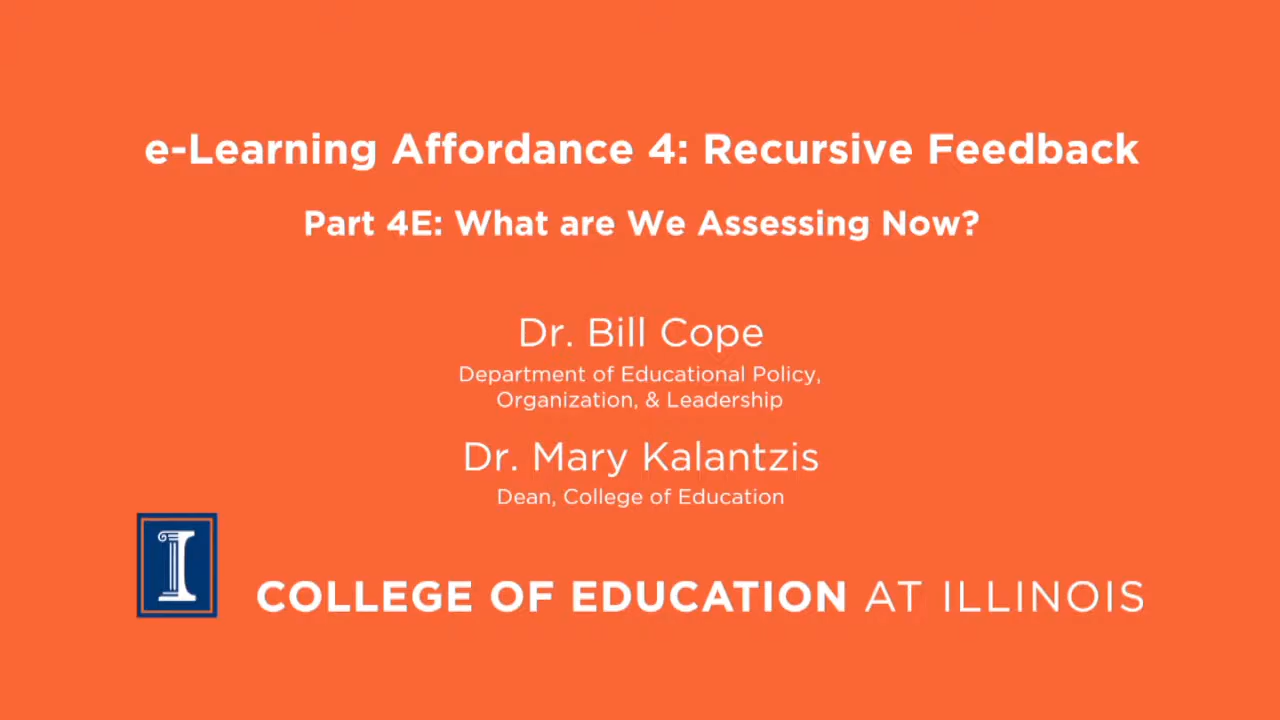 e-Learning Affordance 4: Recursive Feedback
Part 4E: What are We Assessing Now?
Dr. Bill Cope
Department of Educational Policy,
Organization, & Leadership
Dr. Mary Kalantzis
Dean, College of Education
I
COLLEGE OF EDUCATION AT ILLINOIS